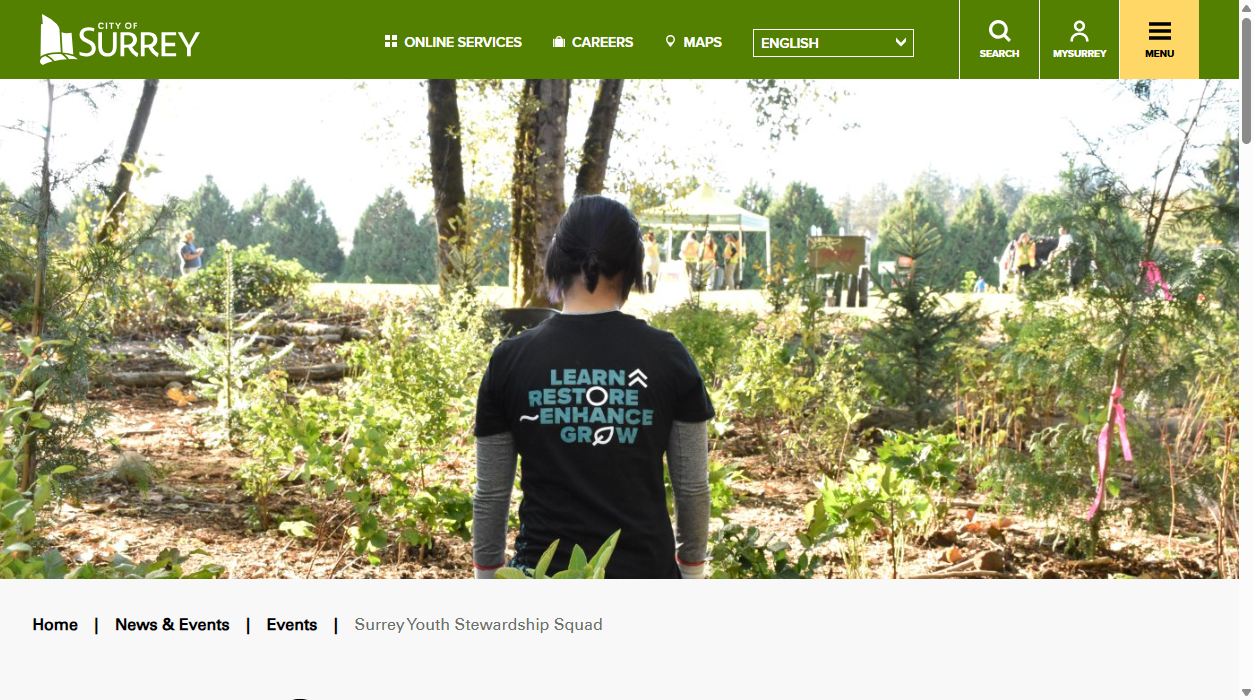 CITY OF
SURREY
ONLINE SERVICES
CAREERS
MAPS
ENGLISH
SEARCH
MYSURREY
MENU
LEARN
RESTORE
~ENHANCE
GROW
Home | News & Events | Events | Surrey Youth Stewardship Squad